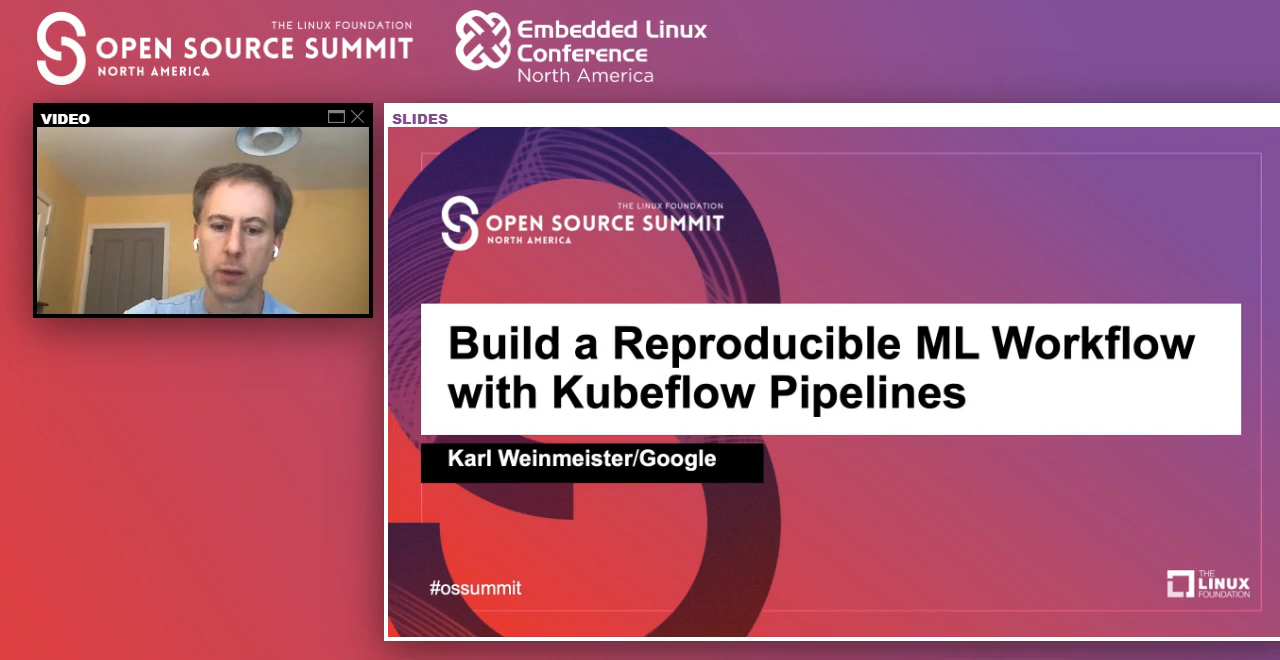 THE LINUX FOUNDATION
OPEN SOURCE SUMMIT
NORTH AMERICA
Embedded Linux
Conference
North America
VIDEO
SLIDES
THE LINUX FOUNDATION
OPEN SOURCE SUMMIT
NORTH AMERICA
Build a Reproducible ML Workflow
with Kubeflow Pipelines
Karl Weinmeister/Google
#ossummit
THE
LINUX
FOUNDATION